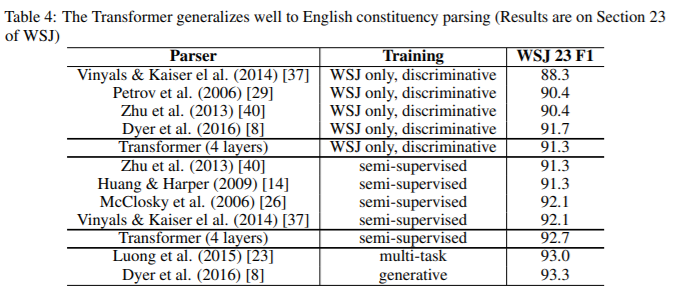 Table 4: The Transformer generalizes well to English constituency parsing (Results are on Section 23
of WSJ)
Parser Training WSJ 23 F1
Vinyals & Kaiser el al. (2014) [37] WSJ only, discriminative 88.3
Petrov et al. (2006) [29] WSJ only, discriminative 90.4
Zhu et al. (2013) [40] WSJ only, discriminative 90.4
Dyer et al. (2016) [8] WSJ only, discriminative 91.7
Transformer (4 layers) WSJ only, discriminative 91.3
Zhu et al. (2013) [40] semi-supervised 91.3
Huang & Harper (2009) [14] semi-supervised 91.3
McClosky et al. (2006) [26] semi-supervised 92.1
Vinyals & Kaiser el al. (2014) [37] semi-supervised 92.1
Transformer (4 layers) semi-supervised 92.7
Luong et al. (2015) [23] multi-task 93.0
Dyer et al. (2016) [8] generative 93.3